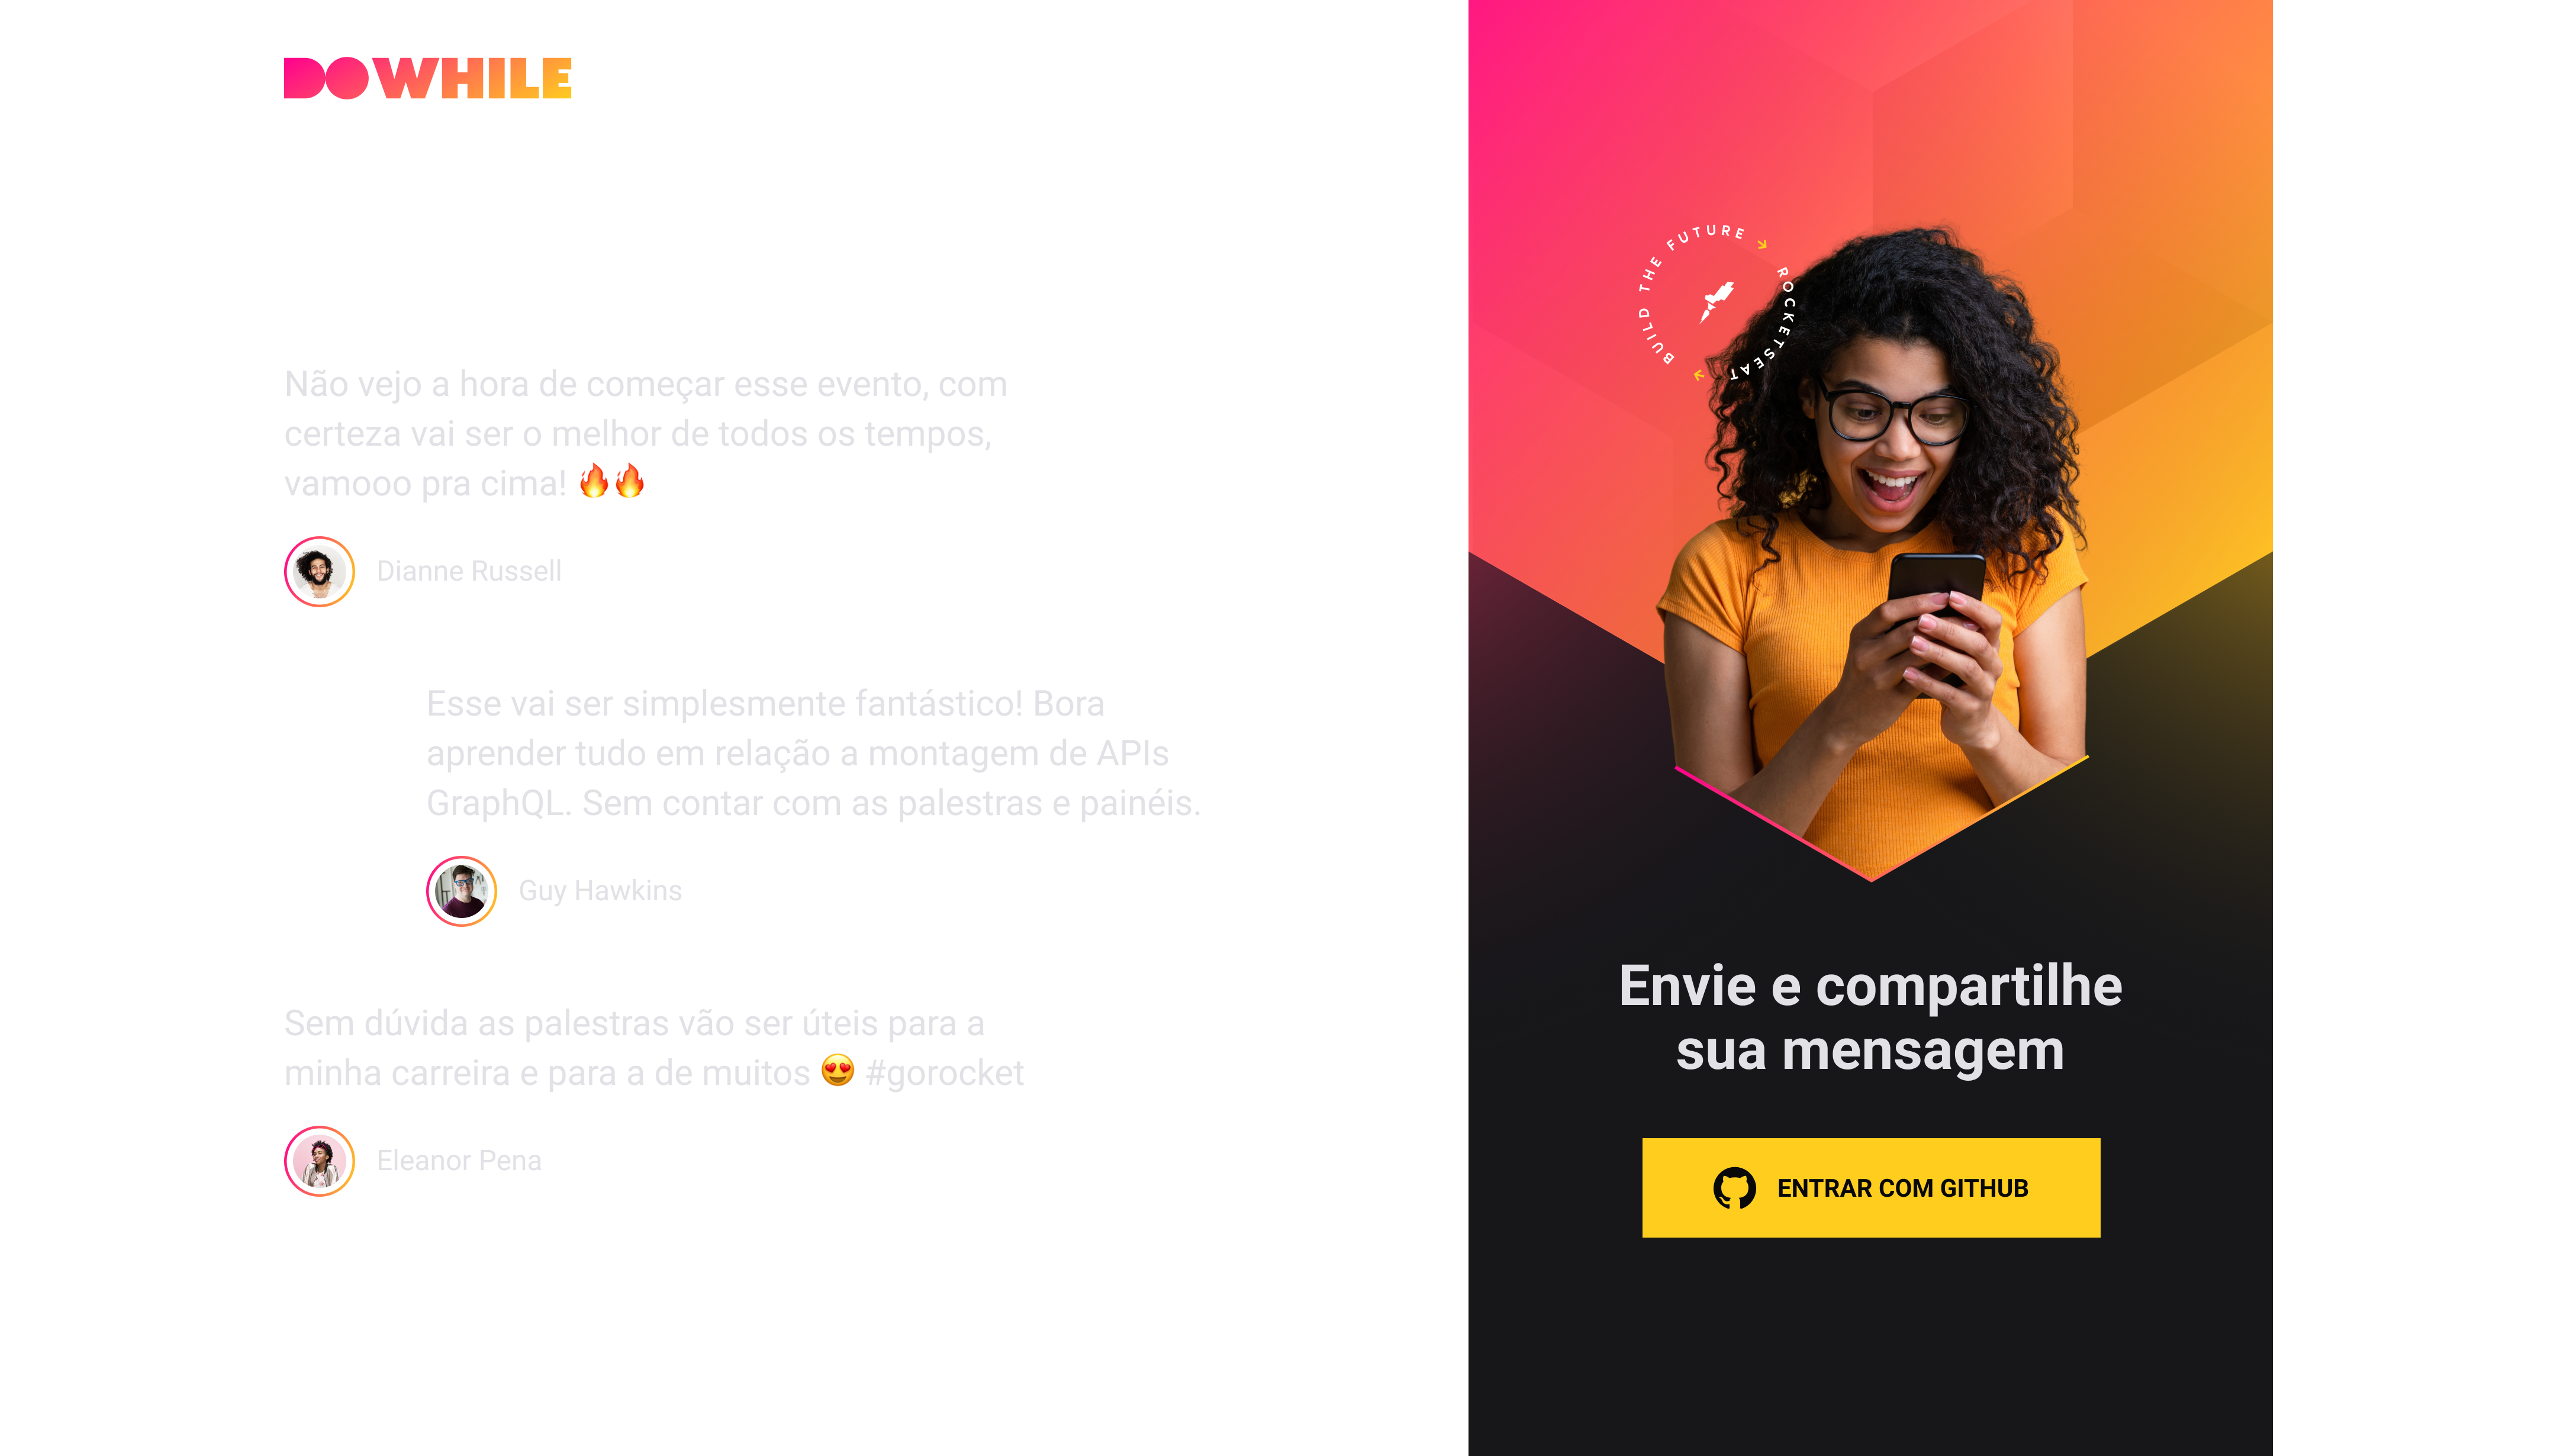 DOWHILE
Não vejo a hora de começar esse evento, com
certeza vai ser o melhor de todos os tempos,
vamooo pra cima! 🔥🔥
Dianne Russell
Esse vai ser simplesmente fantástico! Bora
aprender tudo em relação a montagem de APIs
GraphQL. Sem contar com as palestras e painéis.
Guy Hawkins
Sem dúvida as palestras vão ser úteis para a
minha carreira e para a de muitos 😍 #gorocket
Eleanor Pena
BUILD THE FUTURE → ROCKETSEAT →
Envie e compartilhe
sua mensagem
ENTRAR COM GITHUB